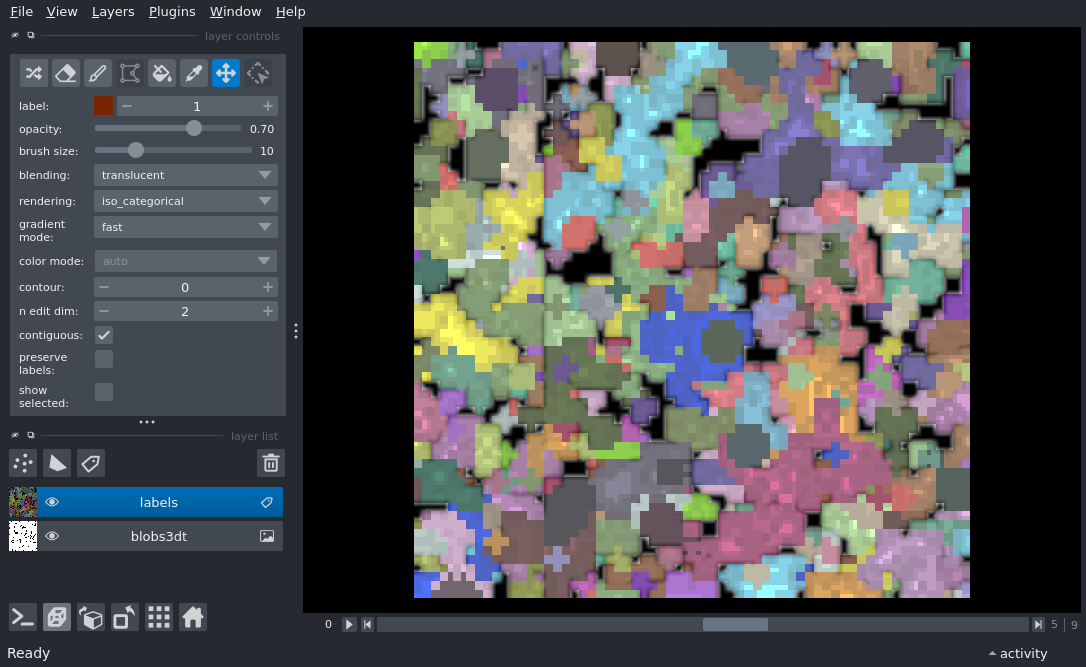 File View Layers Plugins Window Help
layer controls
label: 1
opacity: 0.70
brush size: 10
blending: translucent
rendering: iso_categorical
gradient
mode: fast
color mode: auto
contour: 0
n edit dim: 2
contiguous:
preserve
labels:
show
selected:
layer list
labels
blobs3dt
0 5 | 9
Ready activity